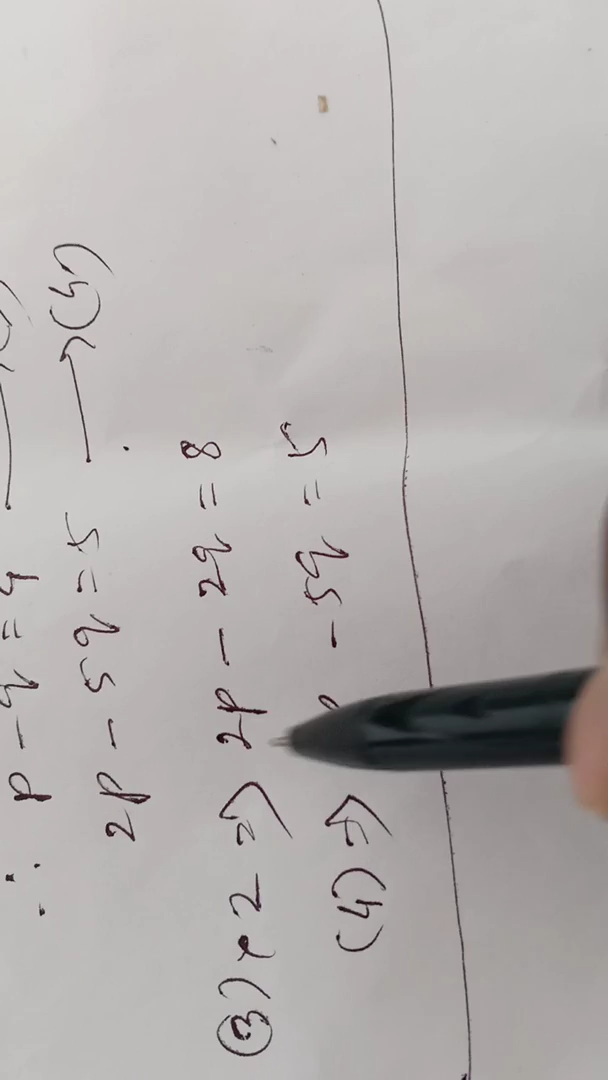 ∴ p - q = 4
2p - 5q = 5 → (4)
(3) × 2 ⇒ 2p - 2q = 8
(4) ⇒ - 5q = 5